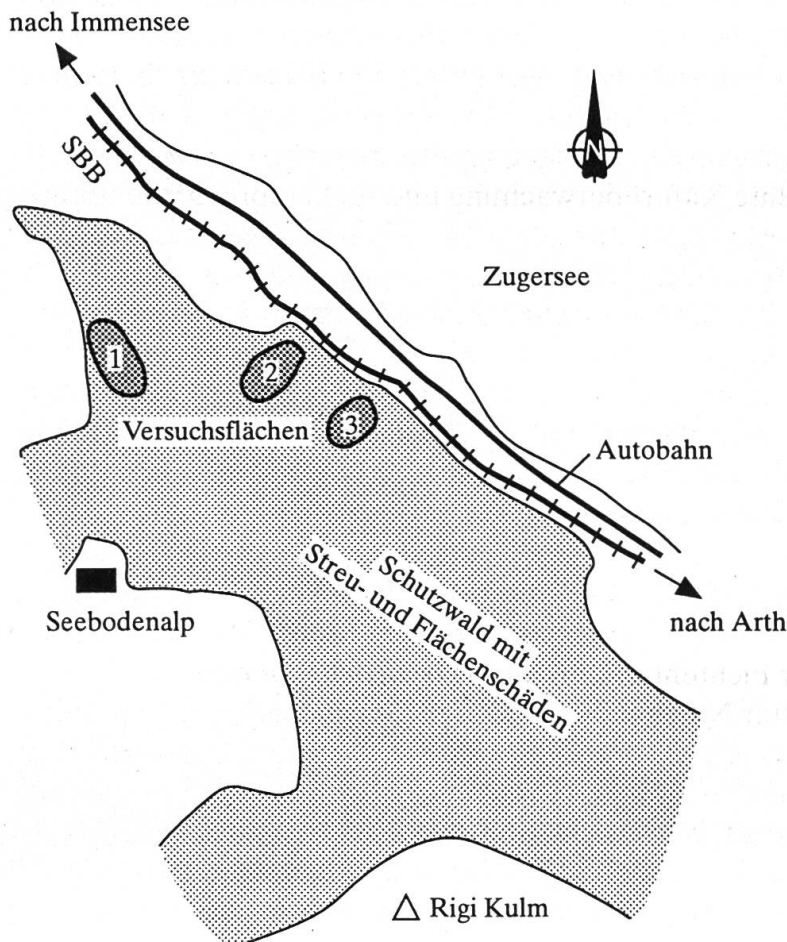 nach Immensee
SBB
N
Zugersee
1
2
3
Versuchsflächen
Autobahn
Schutzwald mit
Streu- und Flächenschäden
Seebodenalp
nach Arth
Rigi Kulm